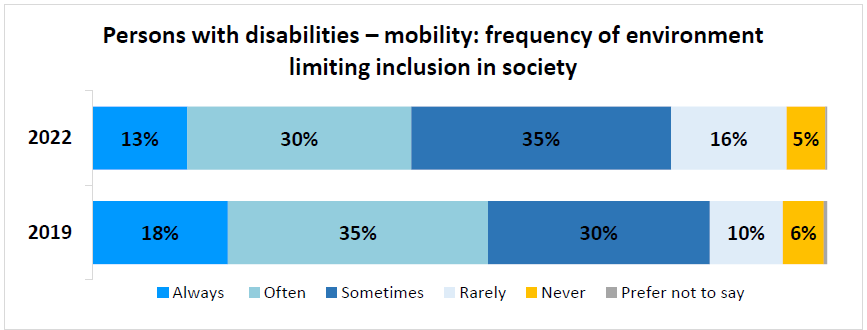 Persons with disabilities – mobility: frequency of environment
limiting inclusion in society
2022 13% 30% 35% 16% 5%
2019 18% 35% 30% 10% 6%
Always Often Sometimes Rarely Never Prefer not to say